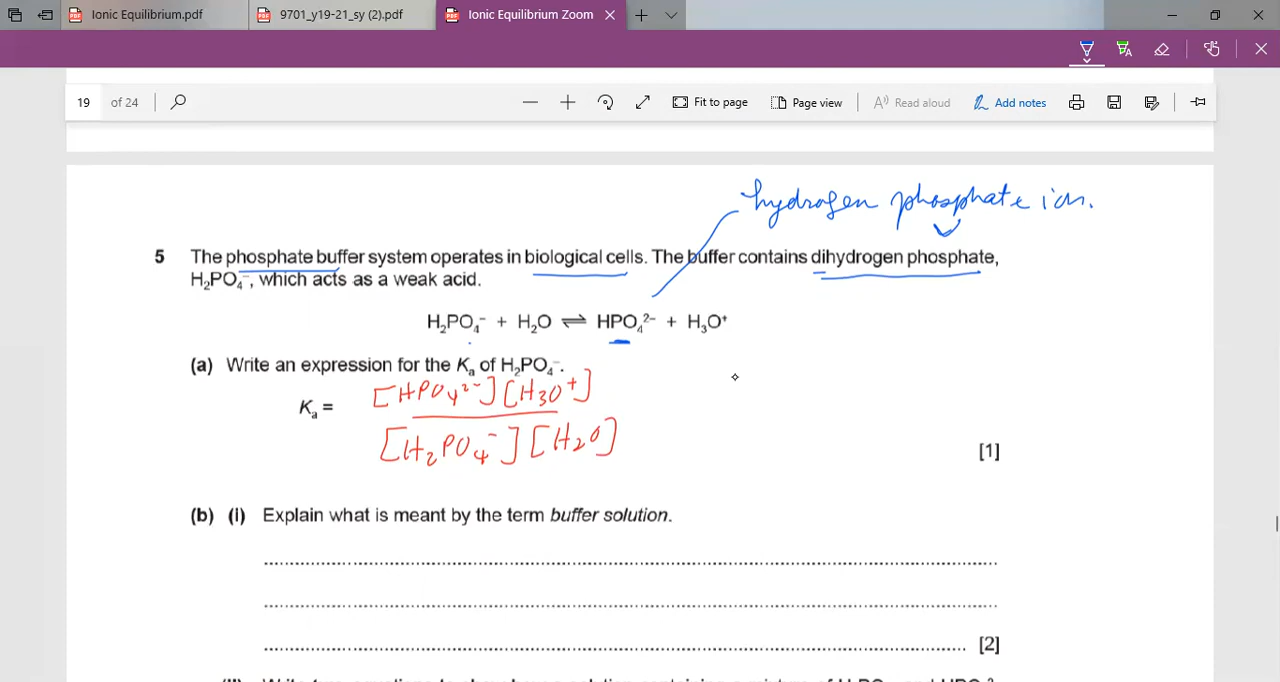 Ionic Equilibrium.pdf 9701_y19-21_sy (2).pdf Ionic Equilibrium Zoom
19 of 24 Fit to page Page view Read aloud Add notes
hydrogen phosphate ion.
5 The phosphate buffer system operates in biological cells. The buffer contains dihydrogen phosphate,
H₂PO₄⁻, which acts as a weak acid.
H₂PO₄⁻ + H₂O ⇌ HPO₄²⁻ + H₃O⁺
(a) Write an expression for the Kₐ of H₂PO₄⁻.
[HPO₄²⁻][H₃O⁺]
Kₐ =
[H₂PO₄⁻][H₂O]
[1]
(b) (i) Explain what is meant by the term buffer solution.
................................................................
................................................................
................................................................ [2]